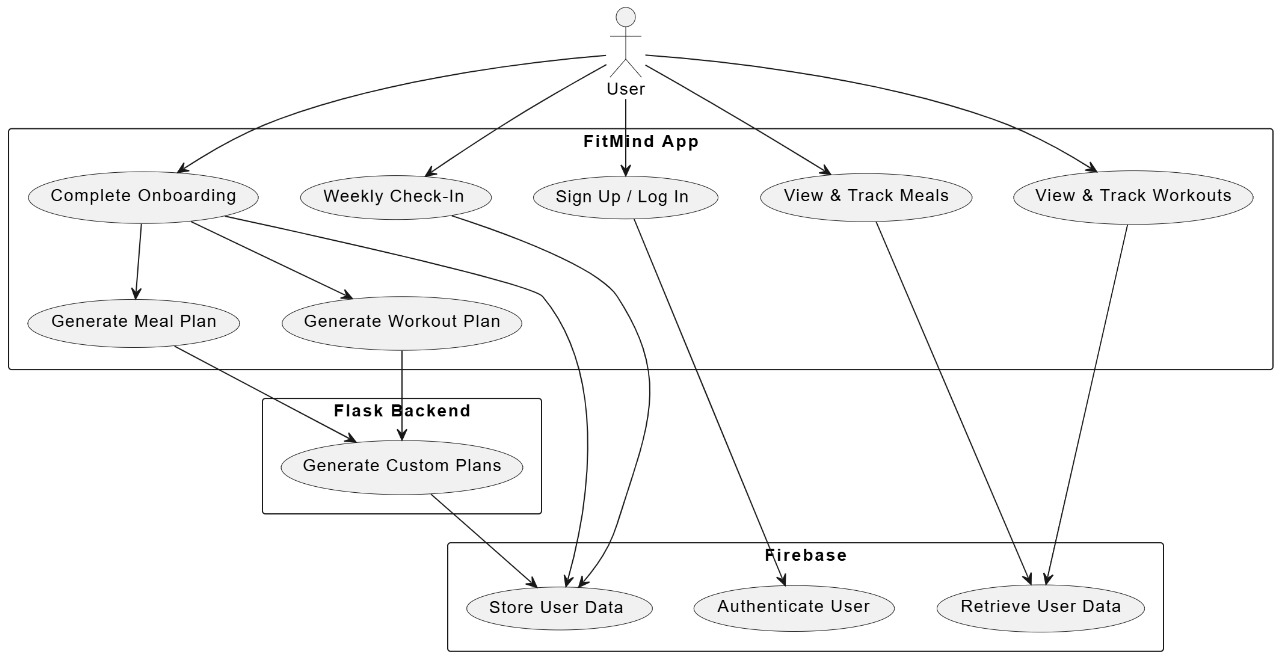 User
FitMind App
Complete Onboarding
Weekly Check-In
Sign Up / Log In
View & Track Meals
View & Track Workouts
Generate Meal Plan
Generate Workout Plan
Flask Backend
Generate Custom Plans
Firebase
Store User Data
Authenticate User
Retrieve User Data